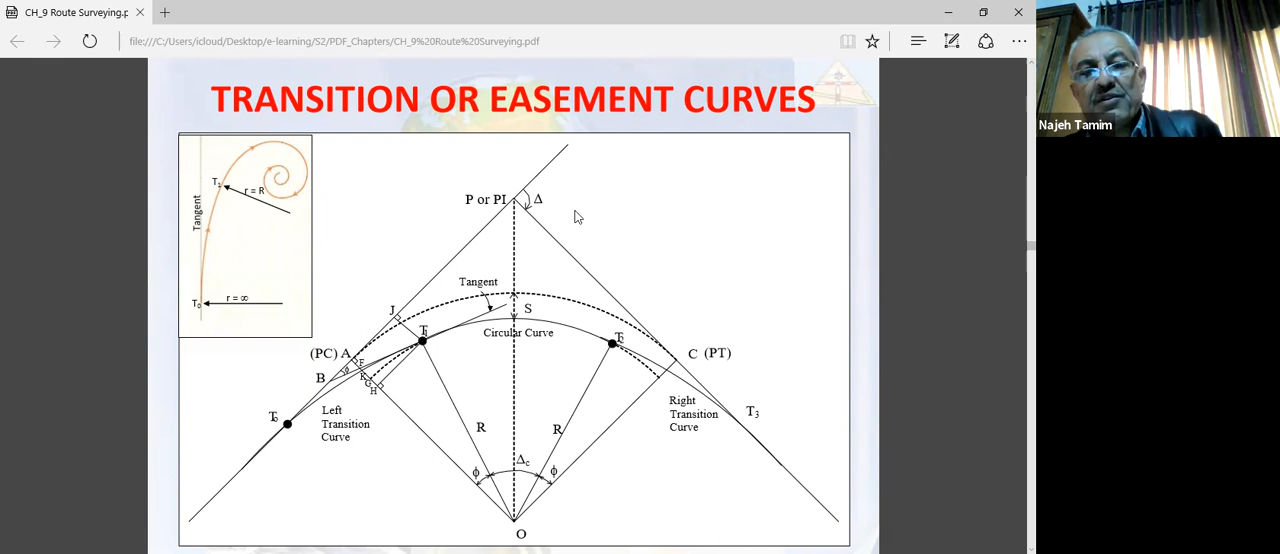 CH_9 Route Surveying.p
file:///C:/Users/icloud/Desktop/e-learning/S2/PDF_Chapters/CH_9%20Route%20Surveying.pdf
Najeh Tamim
TRANSITION OR EASEMENT CURVES
T1
r = R
Tangent
T0
r = ∞
P or PI
Δ
Tangent
J
S
T1
Circular Curve
T2
(PC) A
F
C (PT)
B
φ
K
G
H
T0
Left
Transition
Curve
Right
Transition
Curve
T3
R
R
Δc
ϕ
ϕ
O